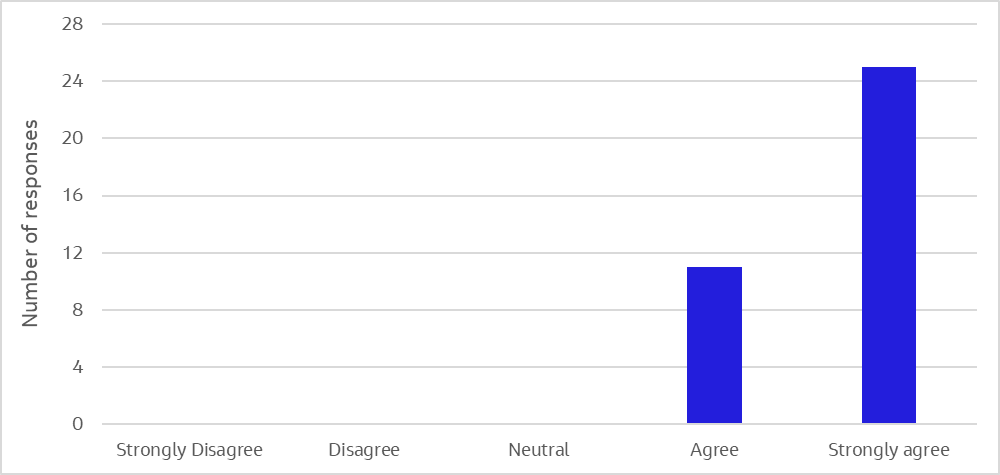 28
24
20
16
12
8
4
0
Number of responses
Strongly Disagree
Disagree
Neutral
Agree
Strongly agree